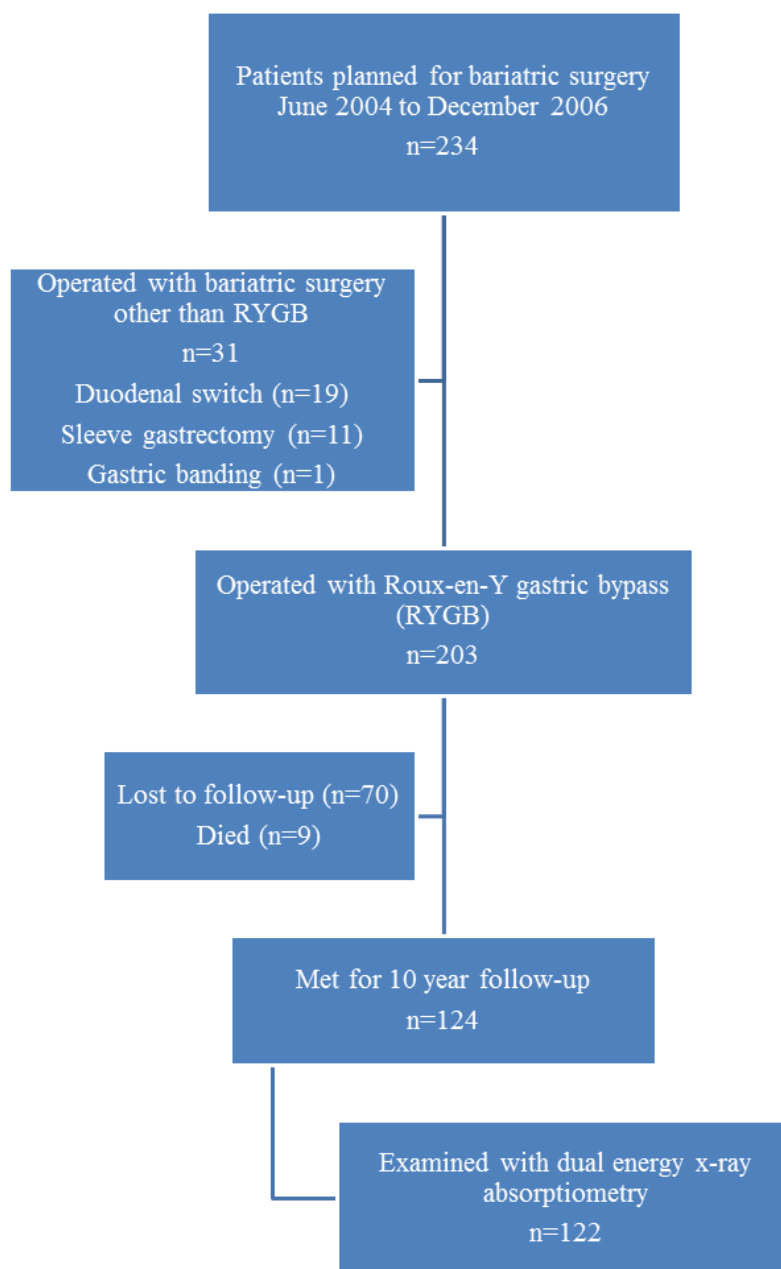 Patients planned for bariatric surgery
June 2004 to December 2006
n=234
Operated with bariatric surgery
other than RYGB
n=31
Duodenal switch (n=19)
Sleeve gastrectomy (n=11)
Gastric banding (n=1)
Operated with Roux-en-Y gastric bypass
(RYGB)
n=203
Lost to follow-up (n=70)
Died (n=9)
Met for 10 year follow-up
n=124
Examined with dual energy x-ray
absorptiometry
n=122